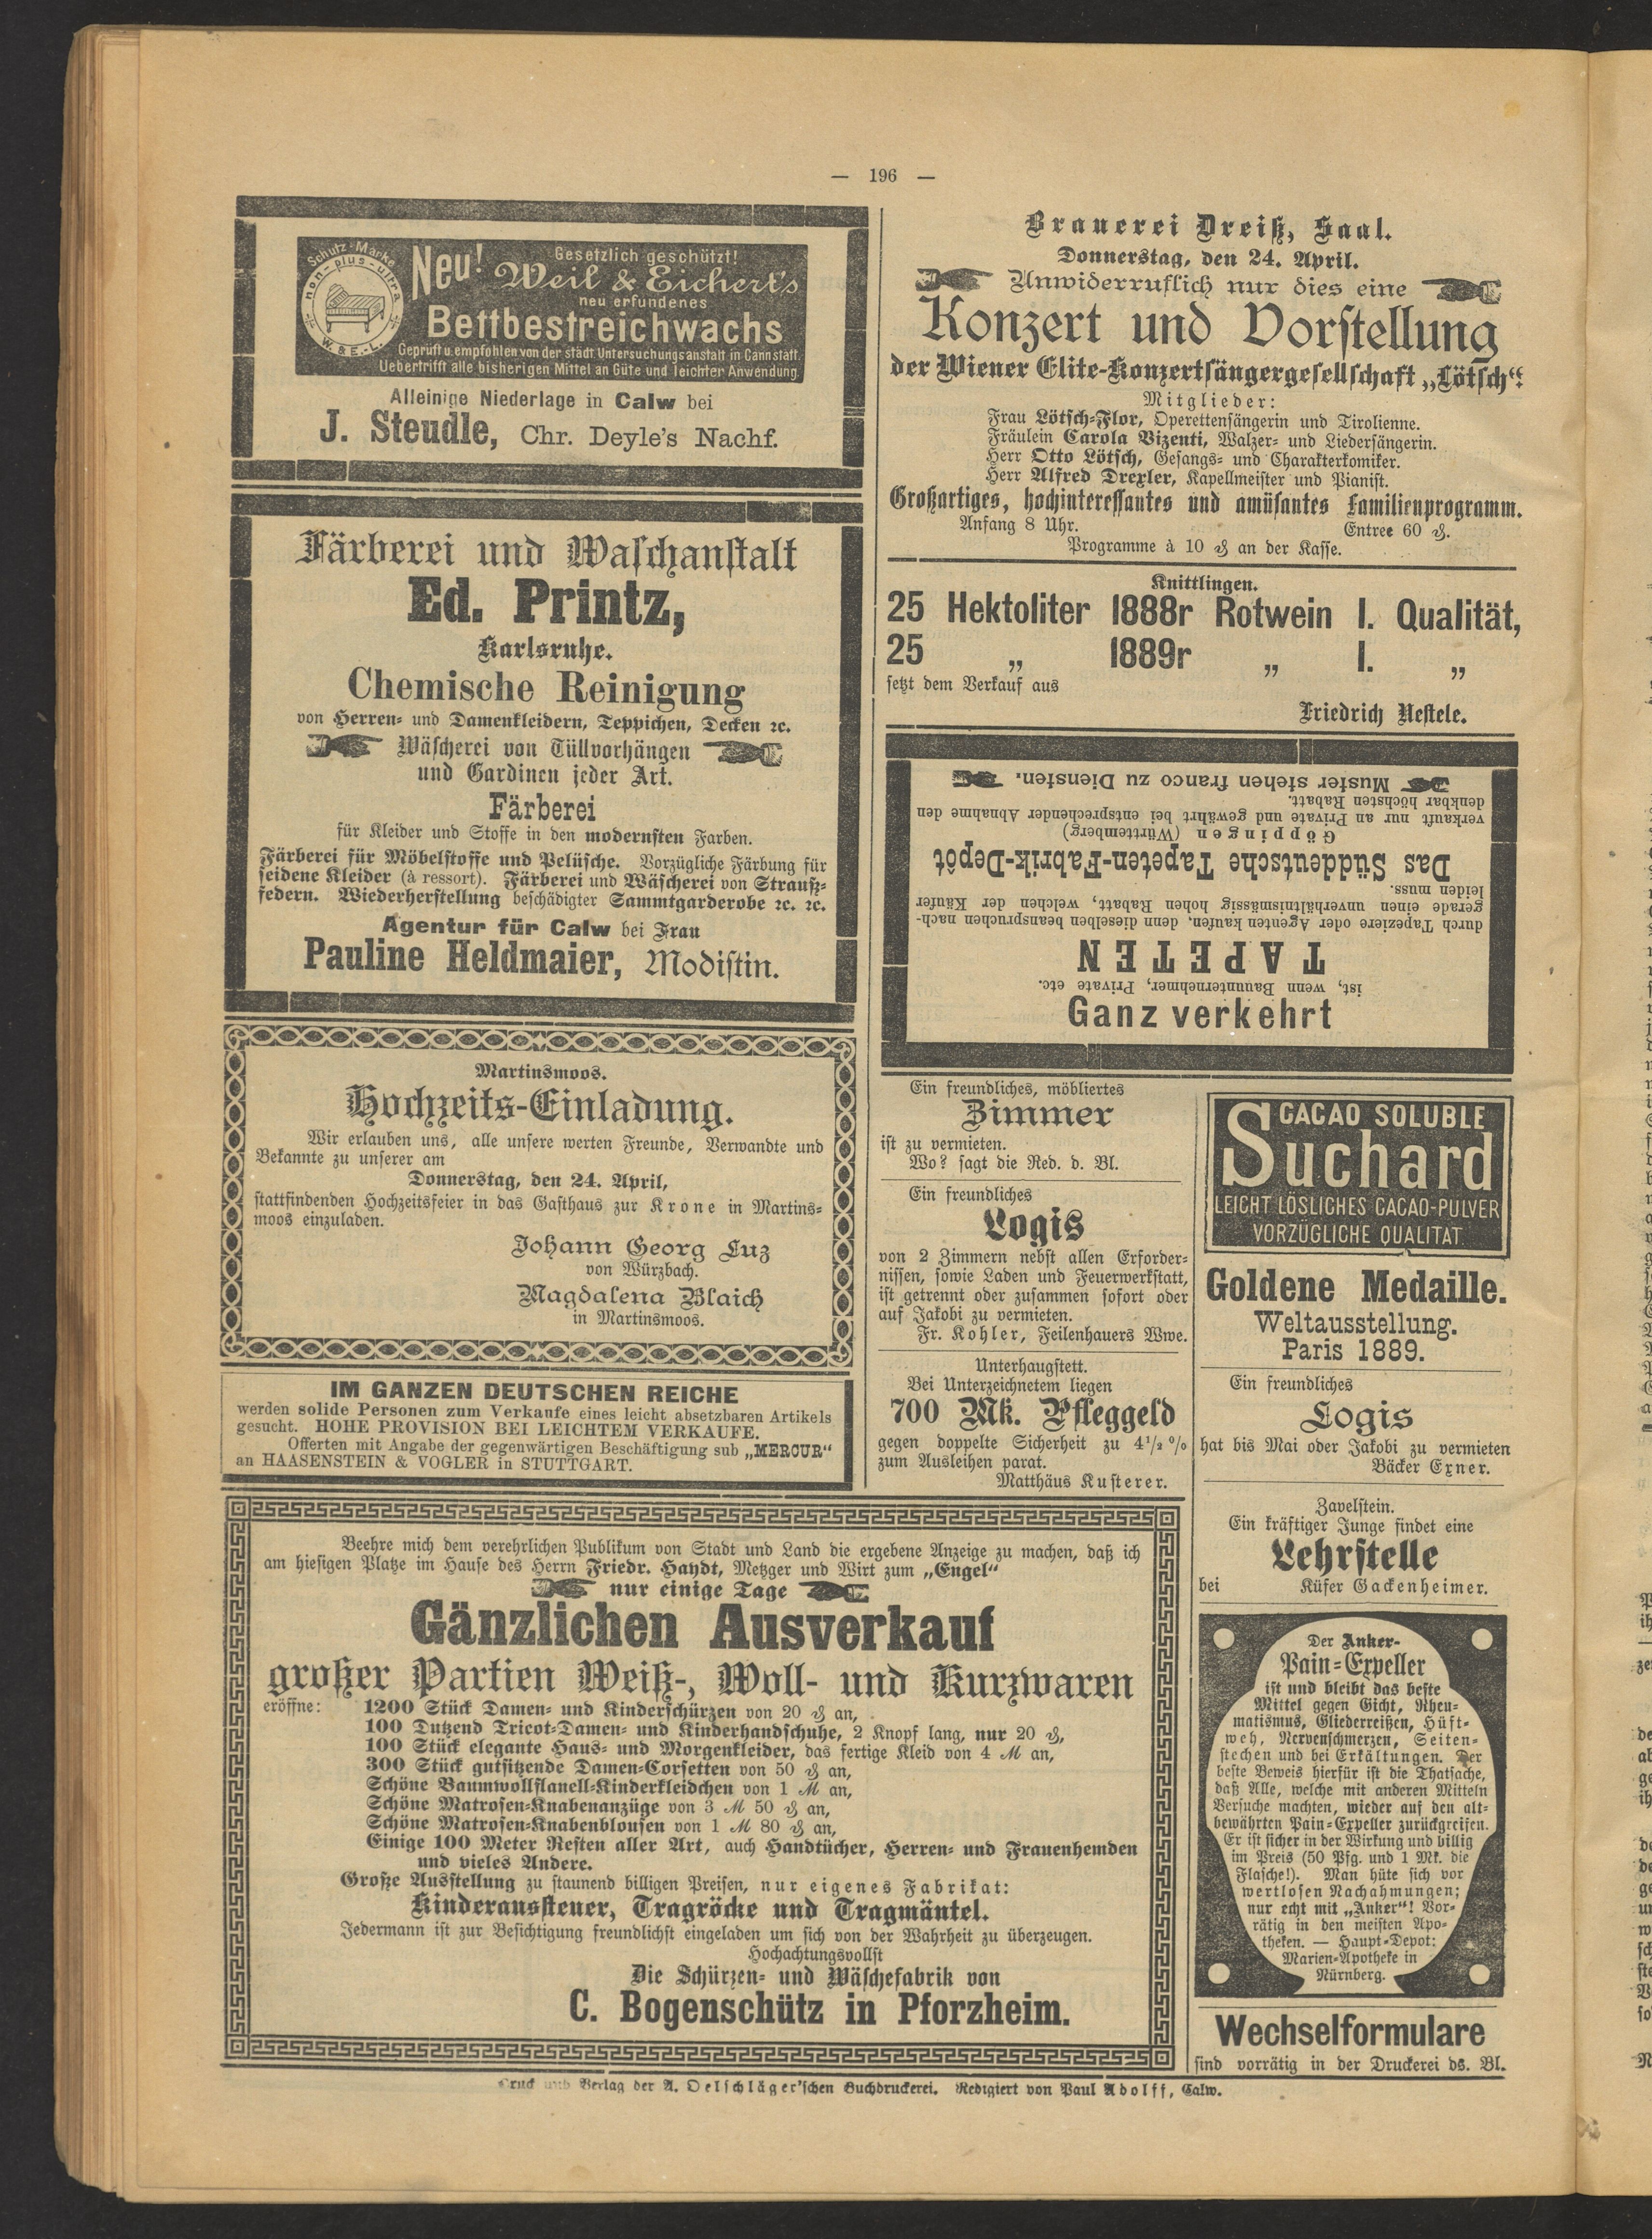 — 196 —
Schutz-Marke
non-plus-ultra
W. & E.-L.
Neu! Gesetzlich geschützt!
Weil & Eichert's
neu erfundenes
Bettbestreichwachs
Geprüft u. empfohlen von der städt. Untersuchungsanstalt in Cannstatt.
Uebertrifft alle bisherigen Mittel an Güte und leichter Anwendung
Alleinige Niederlage in Calw bei
J. Steudle, Chr. Deyle's Nachf.
Färberei und Waschanstalt
Ed. Printz,
Karlsruhe.
Chemische Reinigung
von Herren- und Damenkleidern, Teppichen, Decken ꝛc.
Wäscherei von Tüllvorhängen
und Gardinen jeder Art.
Färberei
für Kleider und Stoffe in den modernsten Farben.
Färberei für Möbelstoffe und Pelüsche. Vorzügliche Färbung für
seidene Kleider (à ressort). Färberei und Wäscherei von Strauß-
federn. Wiederherstellung beschädigter Sammtgarderobe ꝛc. ꝛc.
Agentur für Calw bei Frau
Pauline Heldmaier, Modistin.
Martinsmoos.
Hochzeits-Einladung.
Wir erlauben uns, alle unsere werten Freunde, Verwandte und
Bekannte zu unserer am
Donnerstag, den 24. April,
stattfindenden Hochzeitsfeier in das Gasthaus zur Krone in Martins-
moos einzuladen.
Johann Georg Luz
von Würzbach.
Magdalena Blaich
in Martinsmoos.
IM GANZEN DEUTSCHEN REICHE
werden solide Personen zum Verkaufe eines leicht absetzbaren Artikels
gesucht. HOHE PROVISION BEI LEICHTEM VERKAUFE.
Offerten mit Angabe der gegenwärtigen Beschäftigung sub „MERCUR“
an HAASENSTEIN & VOGLER in STUTTGART.
Brauerei Dreiß, Saal.
Donnerstag, den 24. April.
Unwiderruflich nur dies eine
Konzert und Vorstellung
der Wiener Elite-Konzertsängergesellschaft „Lötsch“.
Mitglieder:
Frau Lötsch-Flor, Operettensängerin und Tirolienne.
Fräulein Carola Vizenti, Walzer- und Liedersängerin.
Herr Otto Lötsch, Gesangs- und Charakterkomiker.
Herr Alfred Drexler, Kapellmeister und Pianist.
Großartiges, hochinteressantes und amüsantes Familienprogramm.
Anfang 8 Uhr. Entree 60 ₰.
Programme à 10 ₰ an der Kasse.
Knittlingen.
25 Hektoliter 1888r Rotwein I. Qualität,
25 „ 1889r „ I. „
setzt dem Verkauf aus
Friedrich Nestele.
Ganz verkehrt
ist, wenn Bauunternehmer, Private etc.
TAPETEN
durch Tapeziere oder Agenten kaufen, denn dieselben beanspruchen nach-
gerade einen unverhältnismässig hohen Rabatt, welchen der Käufer
leiden muss.
Das Süddeutsche Tapeten-Fabrik-Depôt
Göppingen (Württemberg)
verkauft nur an Private und gewährt bei entsprechender Abnahme den
denkbar höchsten Rabatt.
Muster stehen franco zu Diensten.
Ein freundliches, möbliertes
Zimmer
ist zu vermieten.
Wo? sagt die Red. d. Bl.
Ein freundliches
Logis
von 2 Zimmern nebst allen Erforder-
nissen, sowie Laden und Feuerwerkstatt,
ist getrennt oder zusammen sofort oder
auf Jakobi zu vermieten.
Fr. Kohler, Feilenhauers Wwe.
Unterhaugstett.
Bei Unterzeichnetem liegen
700 Mk. Pfleggeld
gegen doppelte Sicherheit zu 4½ %
zum Ausleihen parat.
Matthäus Kusterer.
CACAO SOLUBLE
Suchard
LEICHT LÖSLICHES CACAO-PULVER
VORZÜGLICHE QUALITAT.
Goldene Medaille.
Weltausstellung.
Paris 1889.
Ein freundliches
Logis
hat bis Mai oder Jakobi zu vermieten
Bäcker Exner.
Zavelstein.
Ein kräftiger Junge findet eine
Lehrstelle
bei Küfer Gackenheimer.
Der Anker-
Pain-Expeller
ist und bleibt das beste
Mittel gegen Gicht, Rheu-
matismus, Gliederreißen, Hüft-
weh, Nervenschmerzen, Seiten-
stechen und bei Erkältungen. Der
beste Beweis hierfür ist die Thatsache,
daß Alle, welche mit anderen Mitteln
Versuche machten, wieder auf den alt-
bewährten Pain-Expeller zurückgreifen.
Er ist sicher in der Wirkung und billig
im Preis (50 Pfg. und 1 Mk. die
Flasche!). Man hüte sich vor
wertlosen Nachahmungen;
nur echt mit „Anker“! Vor-
rätig in den meisten Apo-
theken. — Haupt-Depot:
Marien-Apotheke in
Nürnberg.
Wechselformulare
sind vorrätig in der Druckerei ds. Bl.
Beehre mich dem verehrlichen Publikum von Stadt und Land die ergebene Anzeige zu machen, daß ich
am hiesigen Platze im Hause des Herrn Friedr. Haydt, Metzger und Wirt zum „Engel“
nur einige Tage
Gänzlichen Ausverkauf
großer Partien Weiß-, Woll- und Kurzwaren
eröffne: 1200 Stück Damen- und Kinderschürzen von 20 ₰ an,
100 Dutzend Tricot-Damen- und Kinderhandschuhe, 2 Knopf lang, nur 20 ₰,
100 Stück elegante Haus- und Morgenkleider, das fertige Kleid von 4 ℳ an,
300 Stück gutsitzende Damen-Corsetten von 50 ₰ an,
Schöne Baumwollflanell-Kinderkleidchen von 1 ℳ an,
Schöne Matrosen-Knabenanzüge von 3 ℳ 50 ₰ an,
Schöne Matrosen-Knabenblousen von 1 ℳ 80 ₰ an,
Einige 100 Meter Resten aller Art, auch Handtücher, Herren- und Frauenhemden
und vieles Andere.
Große Ausstellung zu staunend billigen Preisen, nur eigenes Fabrikat:
Kinderaussteuer, Tragröcke und Tragmäntel.
Jedermann ist zur Besichtigung freundlichst eingeladen um sich von der Wahrheit zu überzeugen.
Hochachtungsvollst
Die Schürzen- und Wäschefabrik von
C. Bogenschütz in Pforzheim.
Druck und Verlag der A. Oelschläger'schen Buchdruckerei. Redigiert von Paul Adolff, Calw.